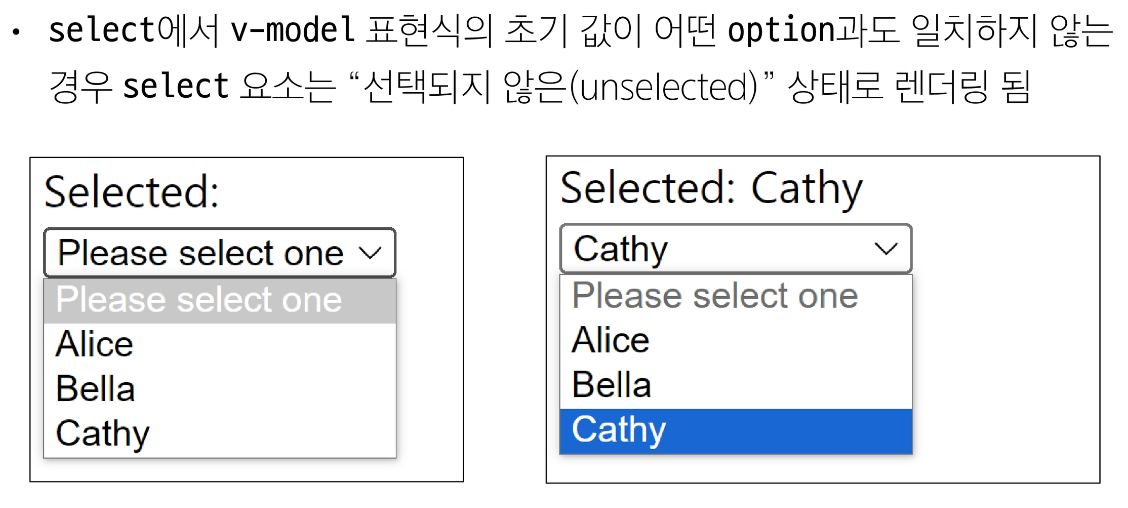 • select에서 v-model 표현식의 초기 값이 어떤 option과도 일치하지 않는
경우 select 요소는 “선택되지 않은(unselected)” 상태로 렌더링 됨
Selected:
Please select one
Please select one
Alice
Bella
Cathy
Selected: Cathy
Cathy
Please select one
Alice
Bella
Cathy